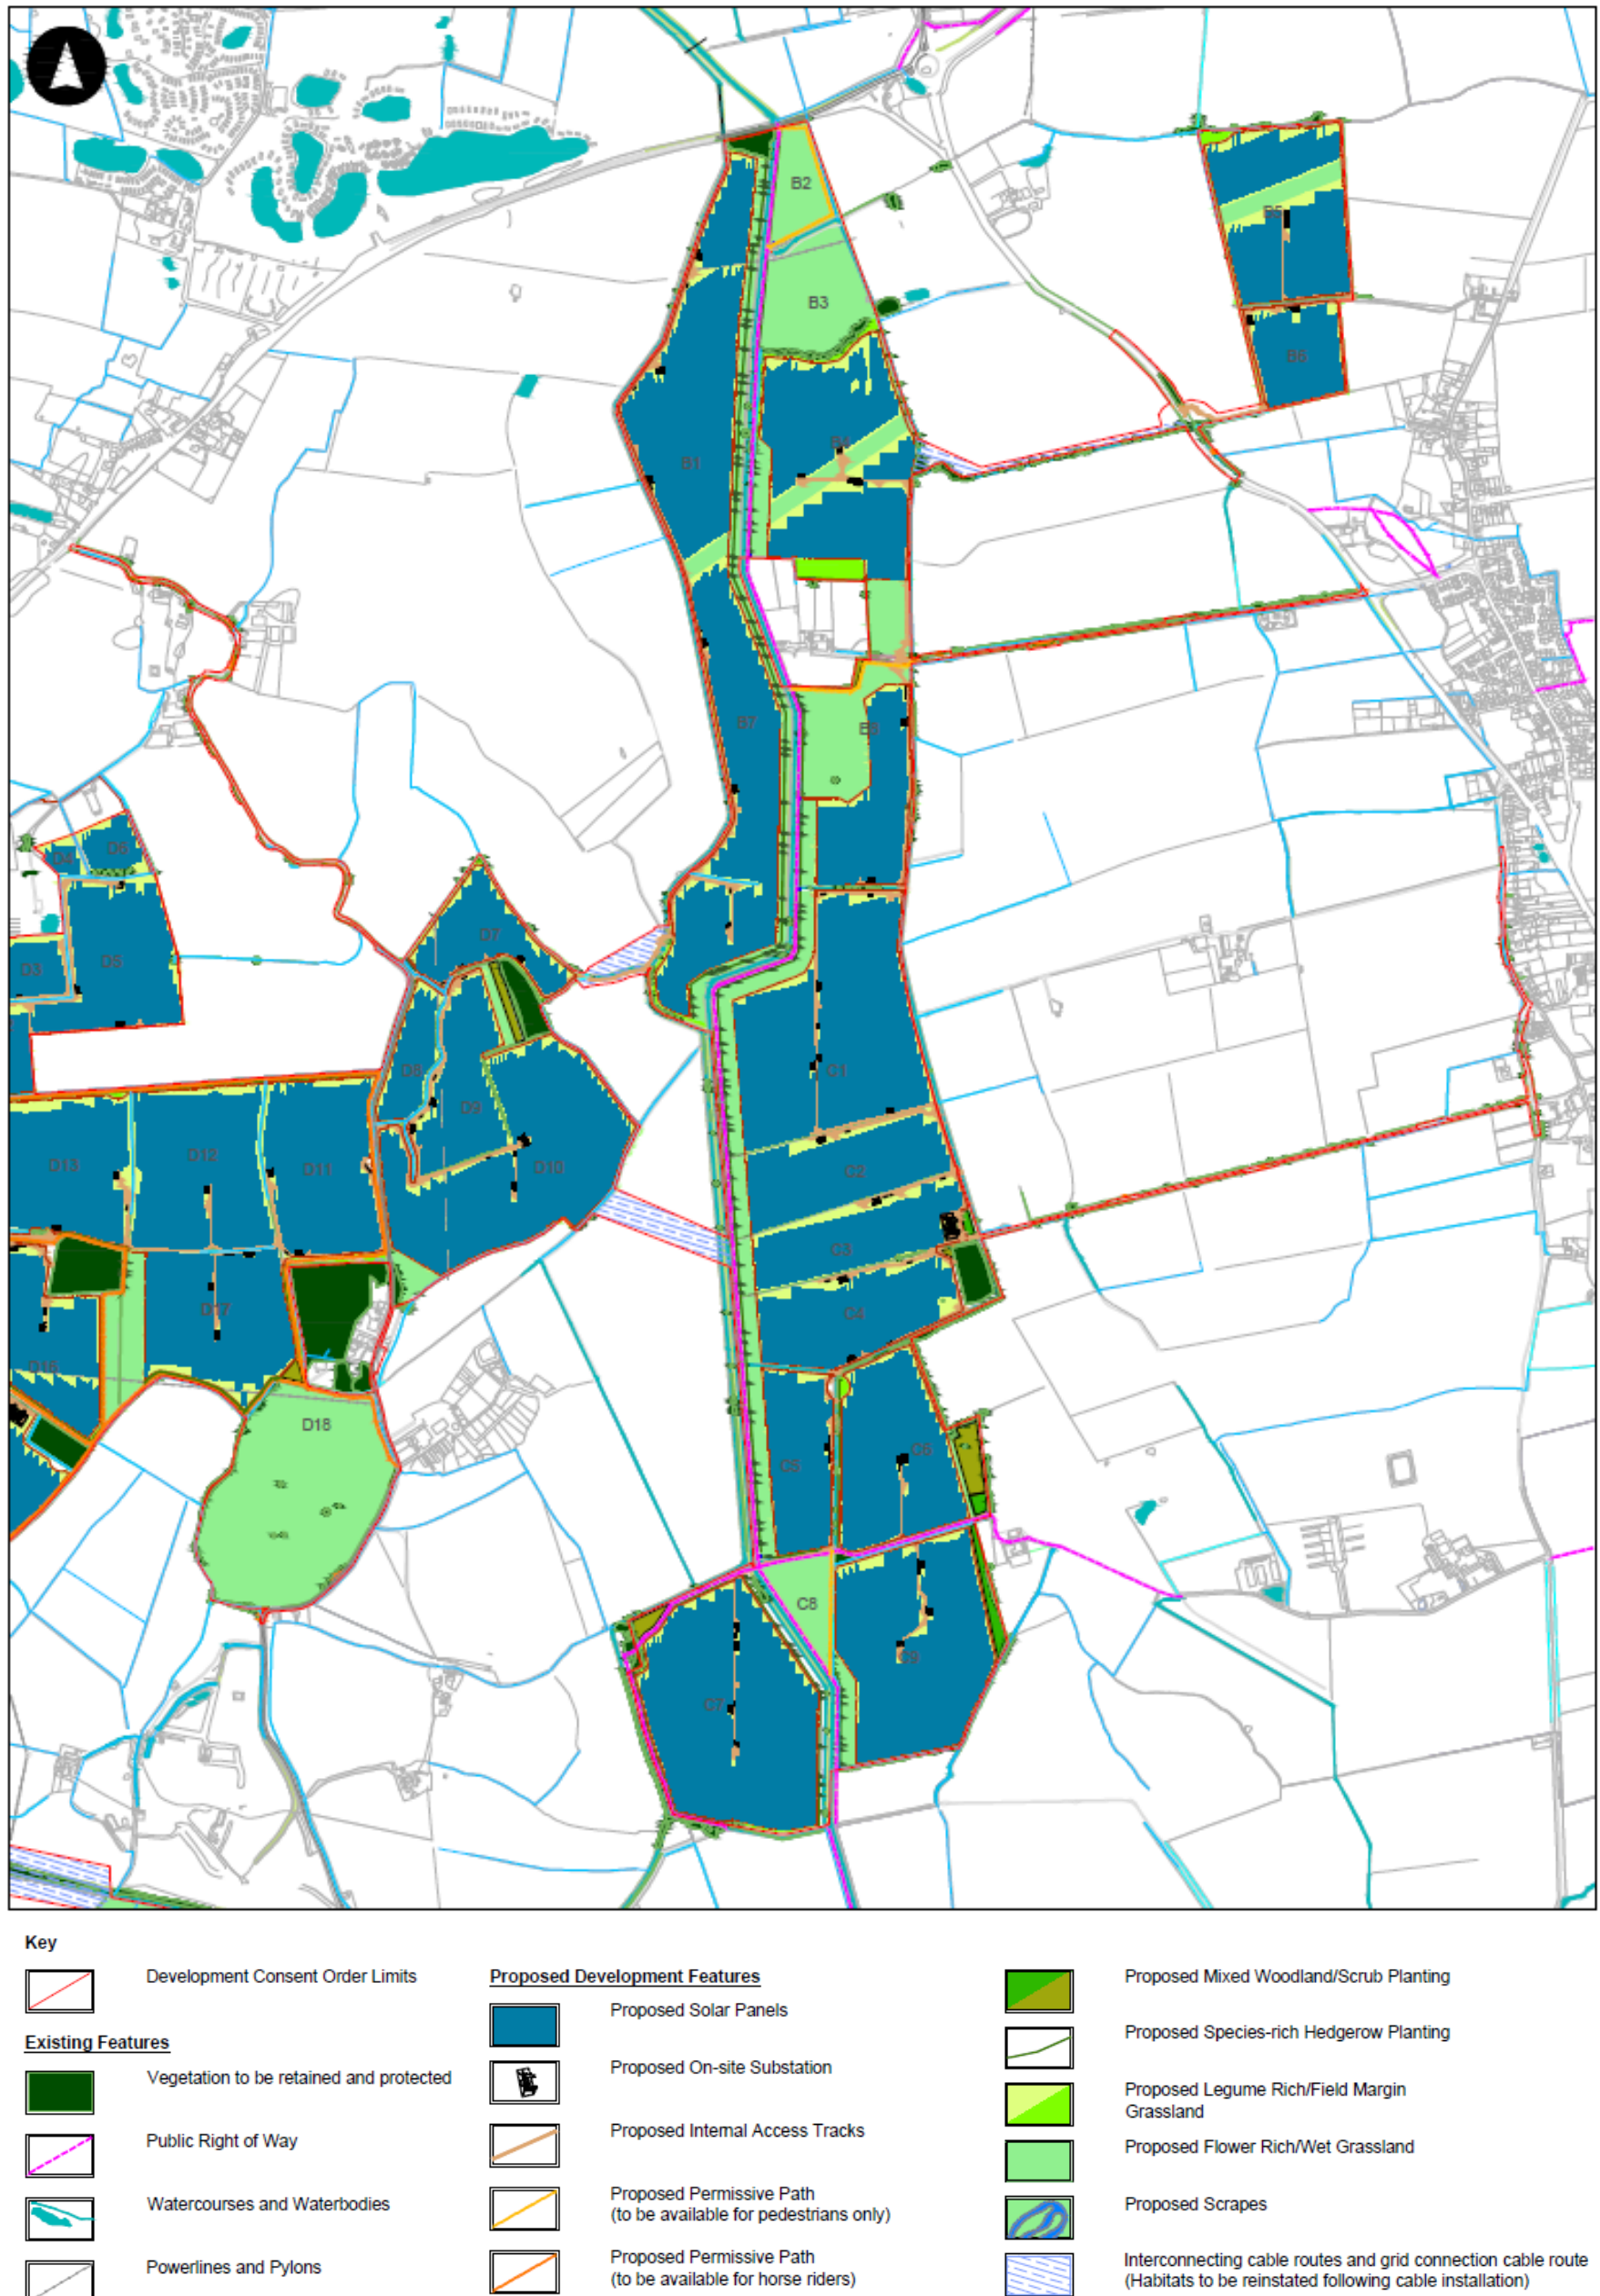 B2
B3
B5
B6
B4
B1
B7
D4
D6
D7
D3
D8
C1
D9
D13
D12
D11
D10
C2
C3
C4
D17
D18
C5
C6
C8
C9
C7
Key
Development Consent Order Limits
Existing Features
Vegetation to be retained and protected
Public Right of Way
Watercourses and Waterbodies
Powerlines and Pylons
Proposed Development Features
Proposed Solar Panels
Proposed On-site Substation
Proposed Internal Access Tracks
Proposed Permissive Path
(to be available for pedestrians only)
Proposed Permissive Path
(to be available for horse riders)
Proposed Mixed Woodland/Scrub Planting
Proposed Species-rich Hedgerow Planting
Proposed Legume Rich/Field Margin
Grassland
Proposed Flower Rich/Wet Grassland
Proposed Scrapes
Interconnecting cable routes and grid connection cable route
(Habitats to be reinstated following cable installation)